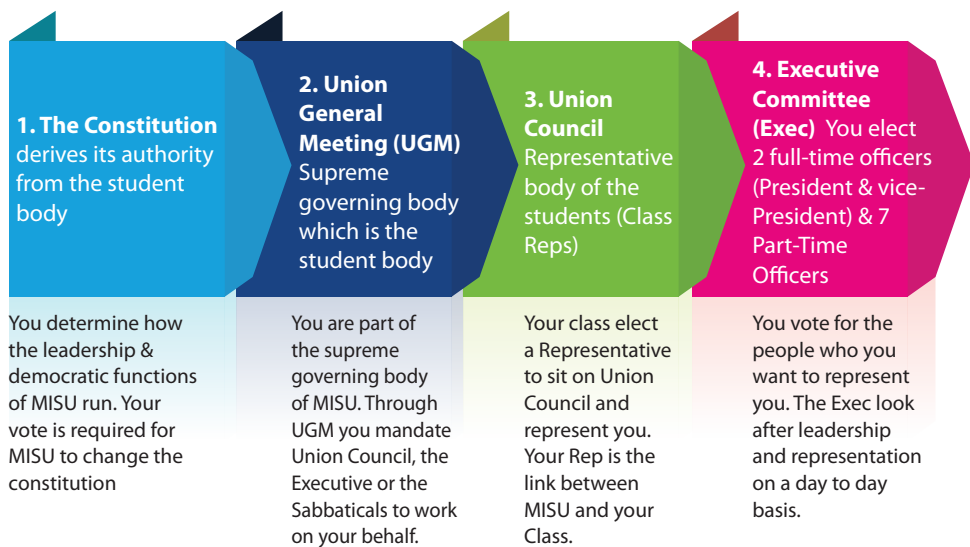 1. The Constitution
derives its authority
from the student
body
You determine how
the leadership &
democratic functions
of MISU run. Your
vote is required for
MISU to change the
constitution
2. Union
General
Meeting (UGM)
Supreme
governing body
which is the
student body
You are part of
the supreme
governing body
of MISU. Through
UGM you mandate
Union Council, the
Executive or the
Sabbaticals to work
on your behalf.
3. Union
Council
Representative
body of the
students (Class
Reps)
Your class elect
a Representative
to sit on Union
Council and
represent you.
Your Rep is the
link between
MISU and your
Class.
4. Executive
Committee
(Exec) You elect
2 full-time officers
(President & vice-
President) & 7
Part-Time
Officers
You vote for the
people who you
want to represent
you. The Exec look
after leadership
and representation
on a day to day
basis.